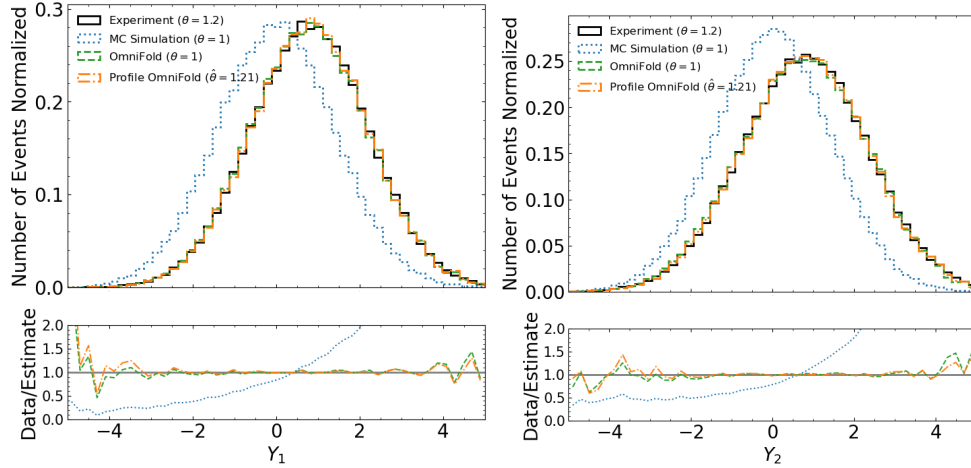 Experiment (θ = 1.2)
MC Simulation (θ = 1)
OmniFold (θ = 1)
Profile OmniFold (θ̂ = 1.21)
Number of Events Normalized
0.3
0.2
0.1
0.0
Data/Estimate
2.0
1.5
1.0
0.5
0.0
−4 −2 0 2 4
Y₁
Experiment (θ = 1.2)
MC Simulation (θ = 1)
OmniFold (θ = 1)
Profile OmniFold (θ̂ = 1.21)
Number of Events Normalized
0.25
0.20
0.15
0.10
0.05
0.00
Data/Estimate
2.0
1.5
1.0
0.5
0.0
−4 −2 0 2 4
Y₂